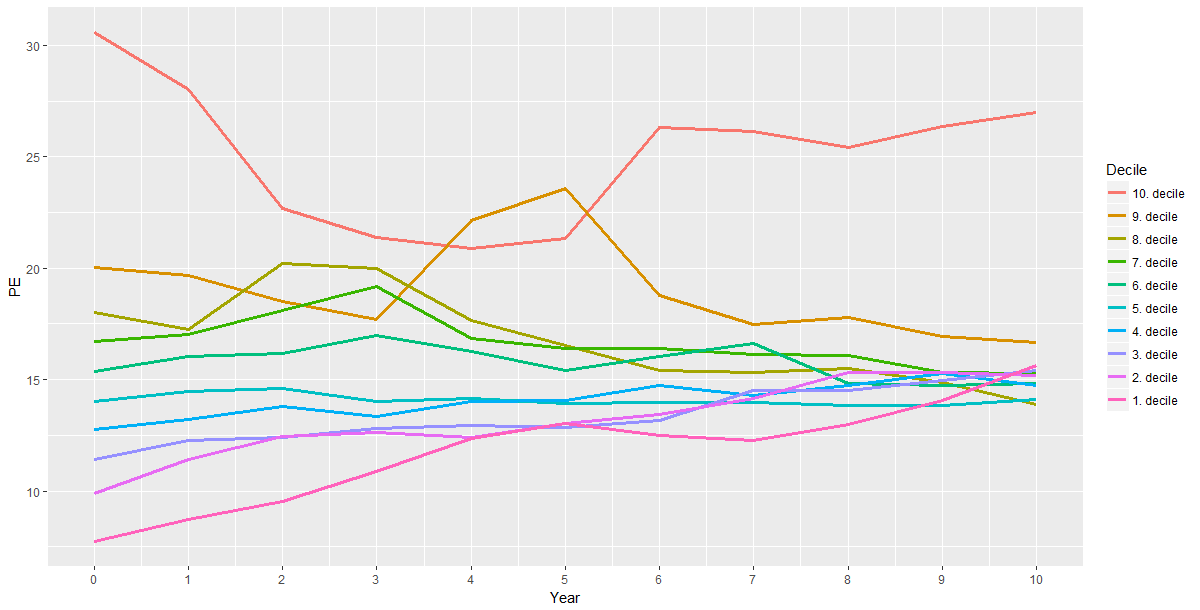 30
25
20
15
10
PE
0 1 2 3 4 5 6 7 8 9 10
Year
Decile
10. decile
9. decile
8. decile
7. decile
6. decile
5. decile
4. decile
3. decile
2. decile
1. decile